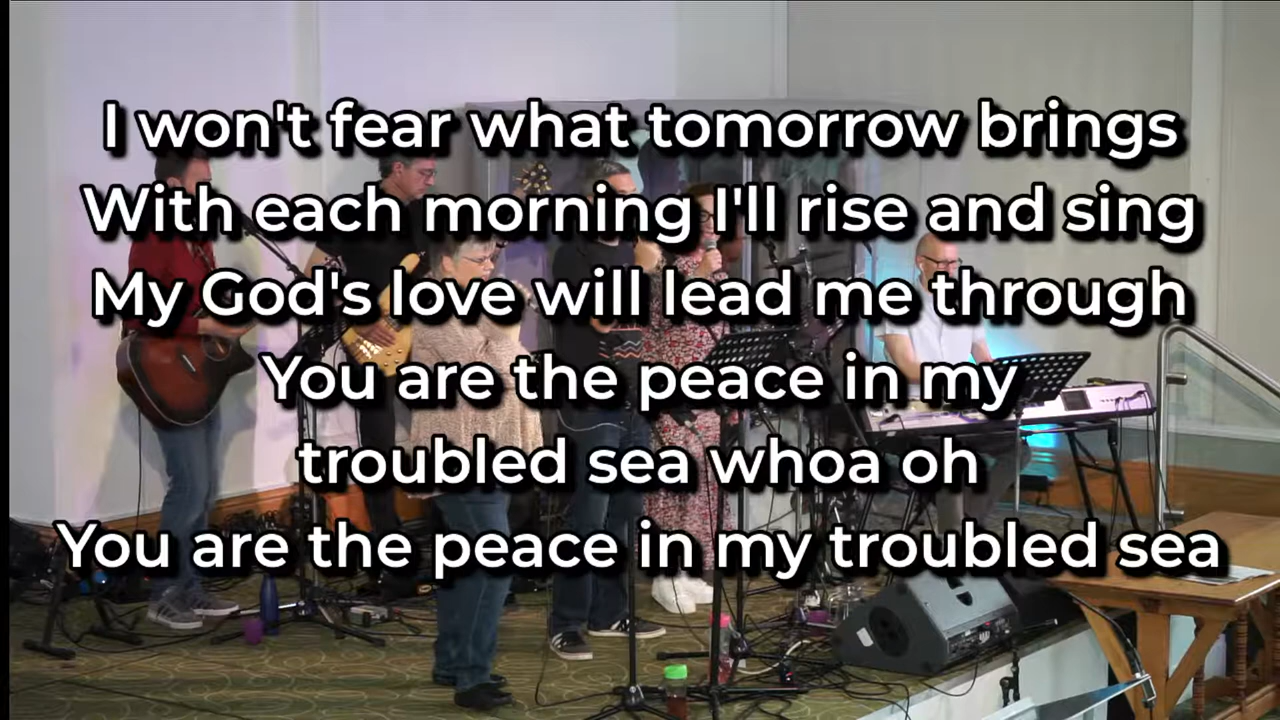 I won't fear what tomorrow brings
With each morning I'll rise and sing
My God's love will lead me through
You are the peace in my
troubled sea whoa oh
You are the peace in my troubled sea